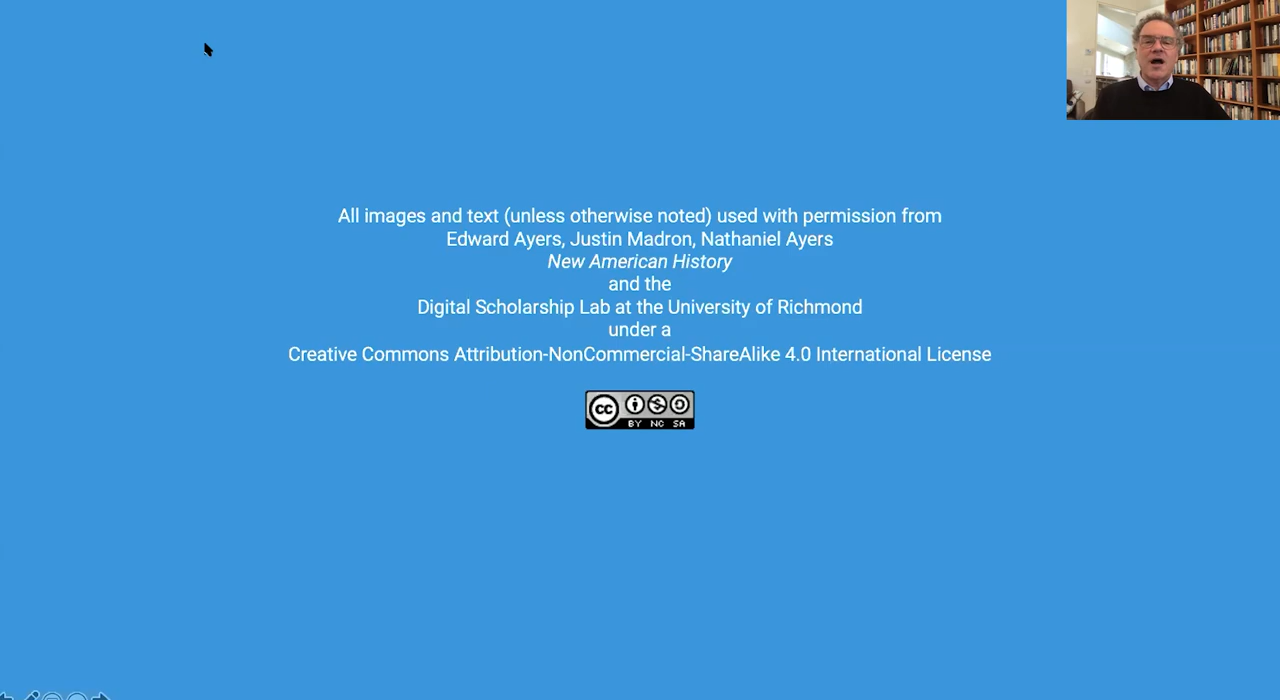 All images and text (unless otherwise noted) used with permission from
Edward Ayers, Justin Madron, Nathaniel Ayers
New American History
and the
Digital Scholarship Lab at the University of Richmond
under a
Creative Commons Attribution-NonCommercial-ShareAlike 4.0 International License
cc
BY NC SA